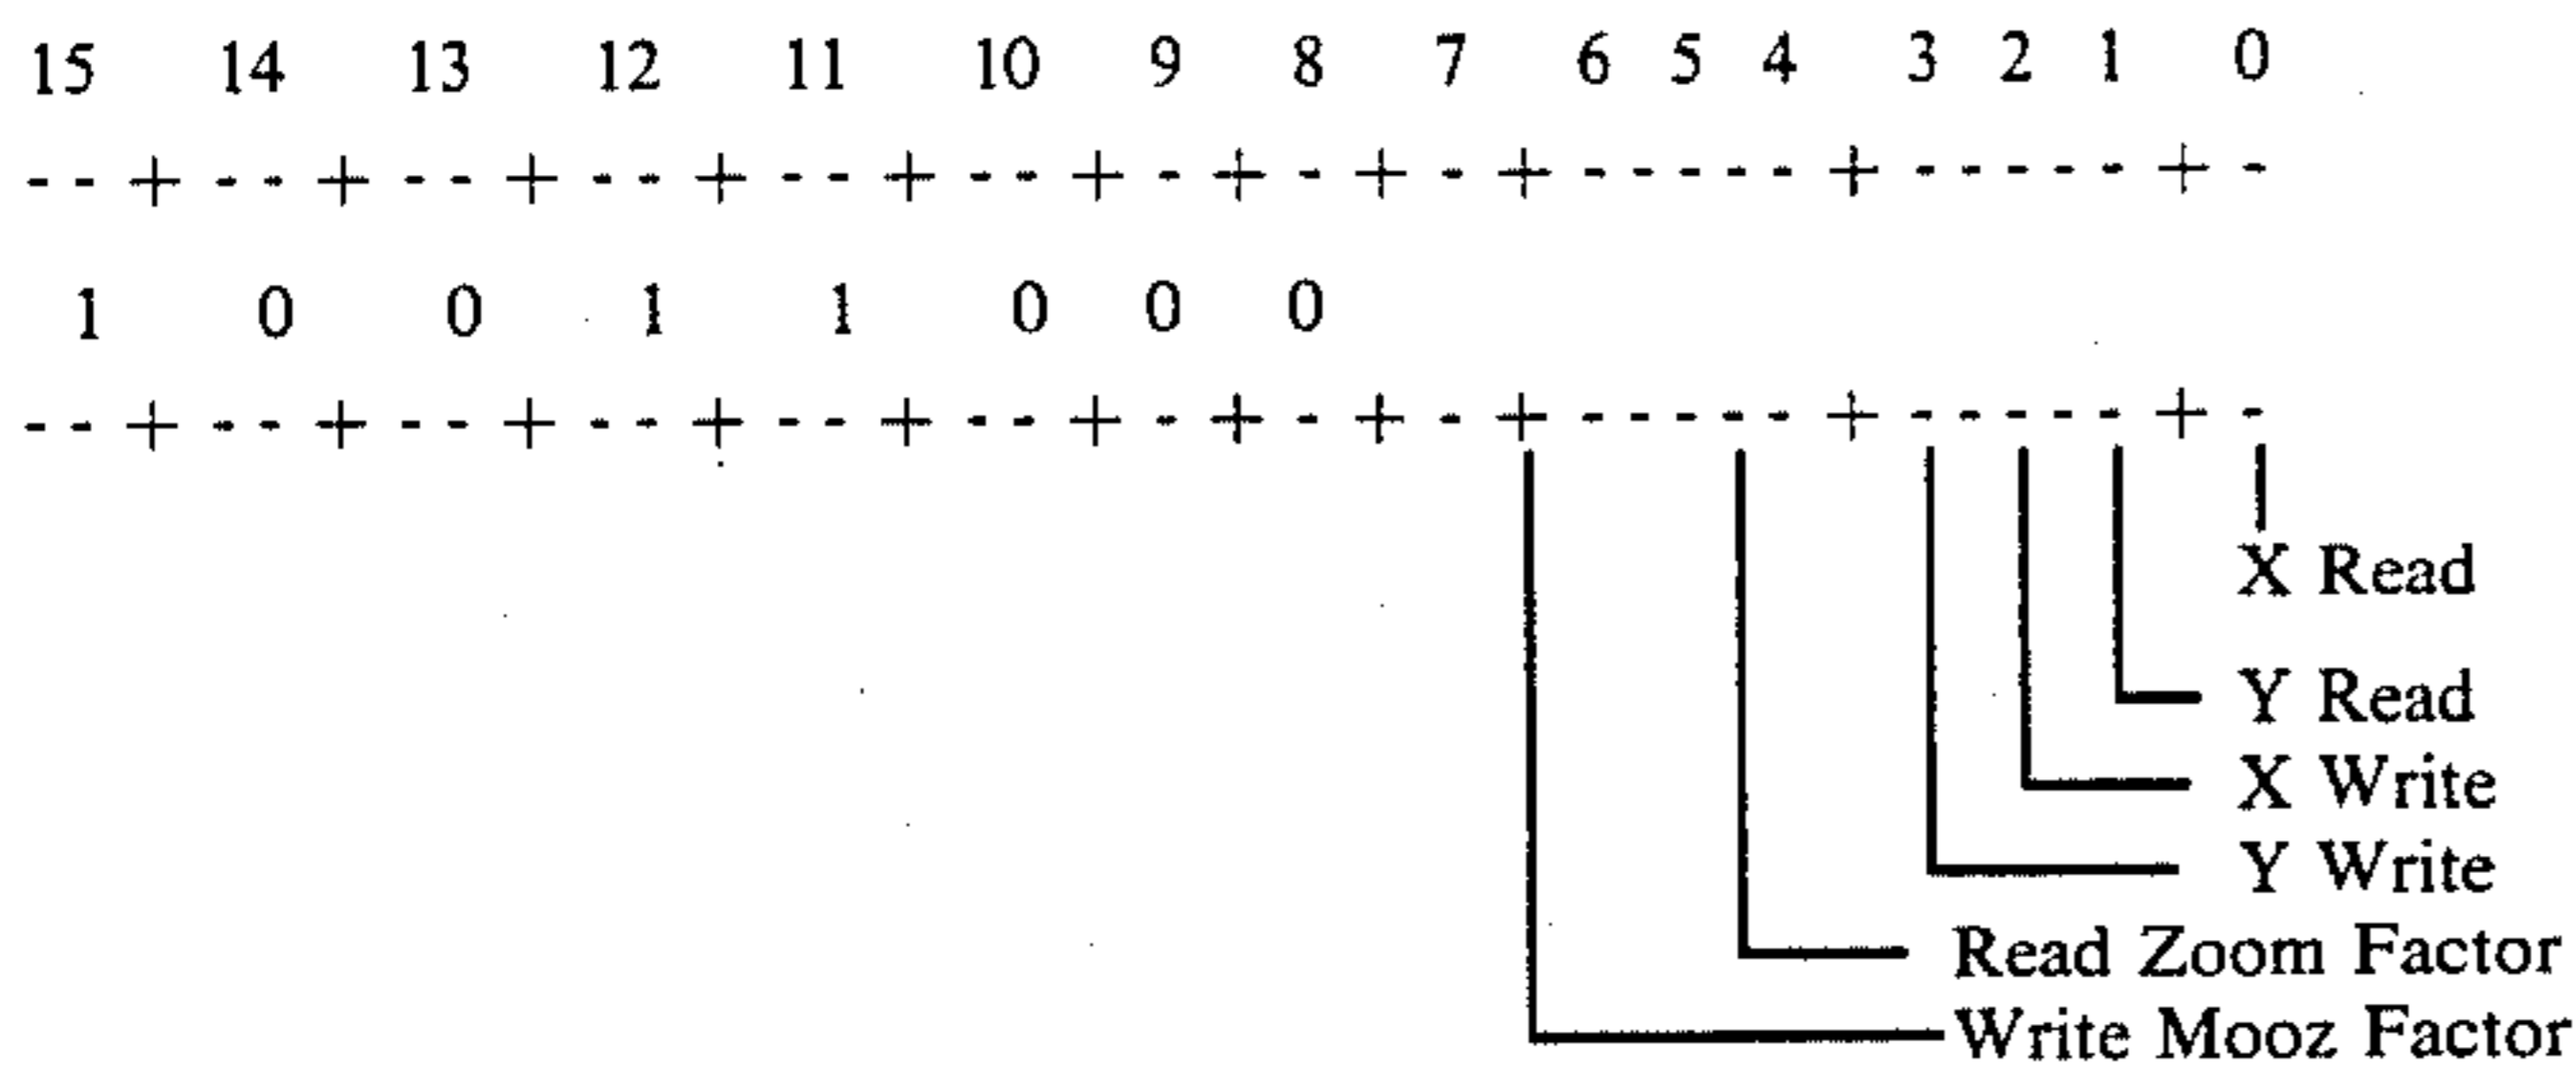 15 14 13 12 11 10 9 8 7 6 5 4 3 2 1 0
- - + - - + - - + - - + - - + - - + - + - + - + - - - - - + - - - - - + -
1 0 0 1 1 0 0 0
- - + - - + - - + - - + - - + - - + - + - + - + - - - - - + - - - - - + -
X Read
Y Read
X Write
Y Write
Read Zoom Factor
Write Mooz Factor